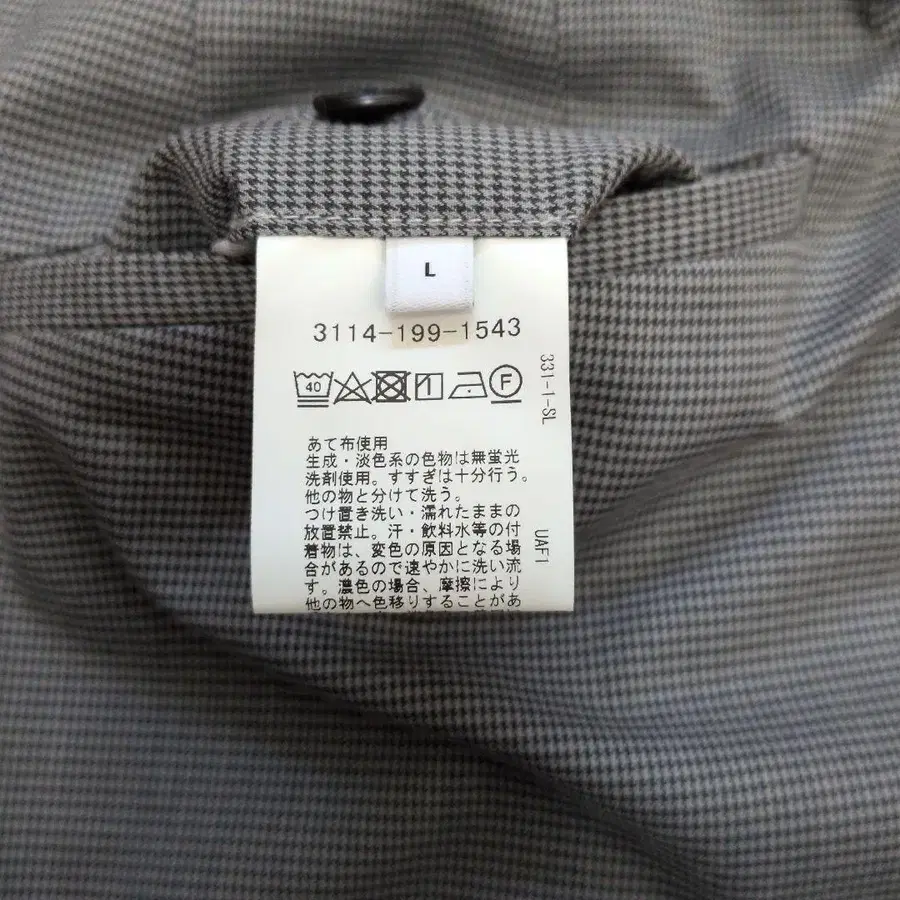 L
3114-199-1543
40 F
331-1-SL
あて布使用
生成・淡色系の色物は無蛍光
洗剤使用。すすぎは十分行う。
他の物と分けて洗う。
つけ置き洗い・濡れたままの
放置禁止。汗・飲料水等の付
着物は、変色の原因となる場
合があるので速やかに洗い流
す。濃色の場合、摩擦により
他の物へ色移りすることがあ
UAF1